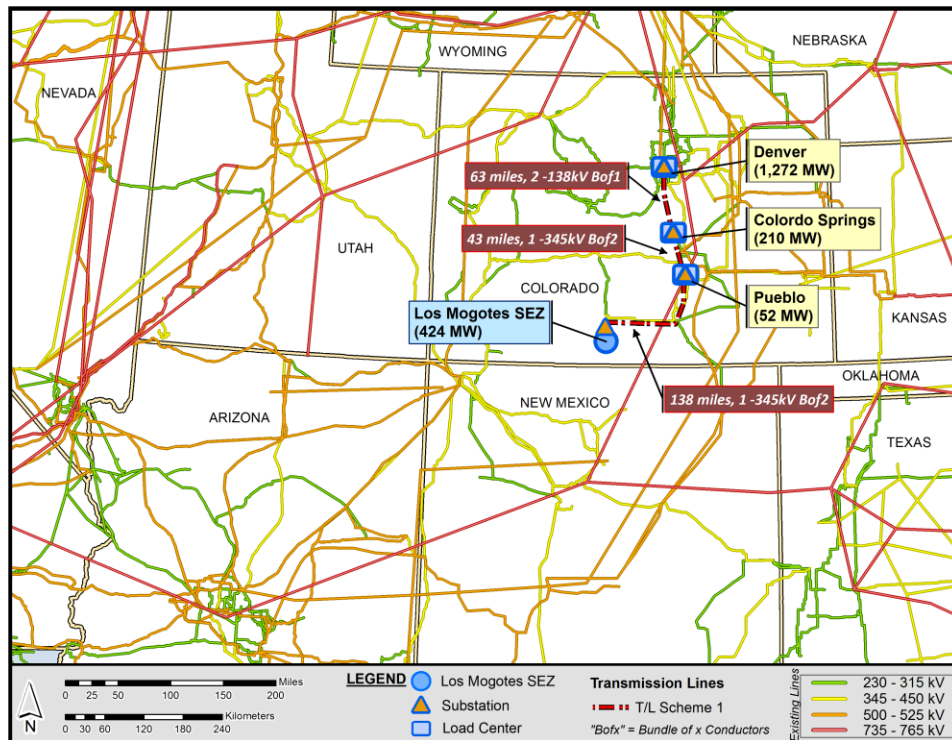 WYOMING
NEBRASKA
NEVADA
Denver
(1,272 MW)
63 miles, 2 -138kV Bof1
Colordo Springs
(210 MW)
43 miles, 1 -345kV Bof2
UTAH
COLORADO
Pueblo
(52 MW)
Los Mogotes SEZ
(424 MW)
KANSAS
OKLAHOMA
138 miles, 1 -345kV Bof2
NEW MEXICO
ARIZONA
TEXAS
N
Miles
0 25 50 100 150 200
Kilometers
0 30 60 120 180 240
LEGEND
Los Mogotes SEZ
Substation
Load Center
Transmission Lines
T/L Scheme 1
"Bofx" = Bundle of x Conductors
Existing Lines
230 - 315 kV
345 - 450 kV
500 - 525 kV
735 - 765 kV